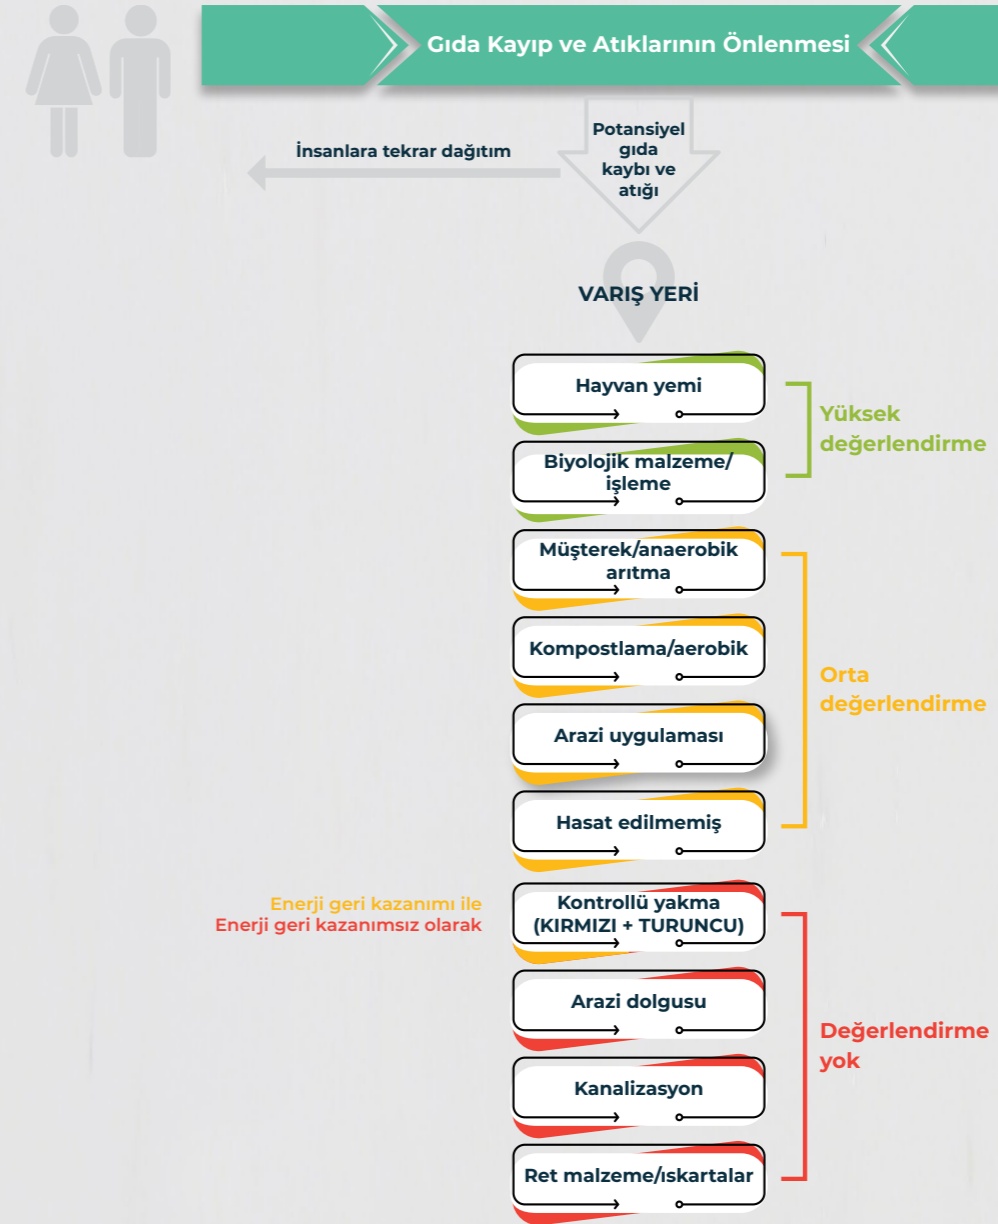 Gıda Kayıp ve Atıklarının Önlenmesi
Potansiyel
gıda
kaybı ve
atığı
İnsanlara tekrar dağıtım
VARIŞ YERİ
Hayvan yemi
Biyolojik malzeme/
işleme
Yüksek
değerlendirme
Müşterek/anaerobik
arıtma
Kompostlama/aerobik
Arazi uygulaması
Hasat edilmemiş
Orta
değerlendirme
Enerji geri kazanımı ile
Enerji geri kazanımsız olarak
Kontrollü yakma
(KIRMIZI + TURUNCU)
Arazi dolgusu
Kanalizasyon
Ret malzeme/ıskartalar
Değerlendirme
yok